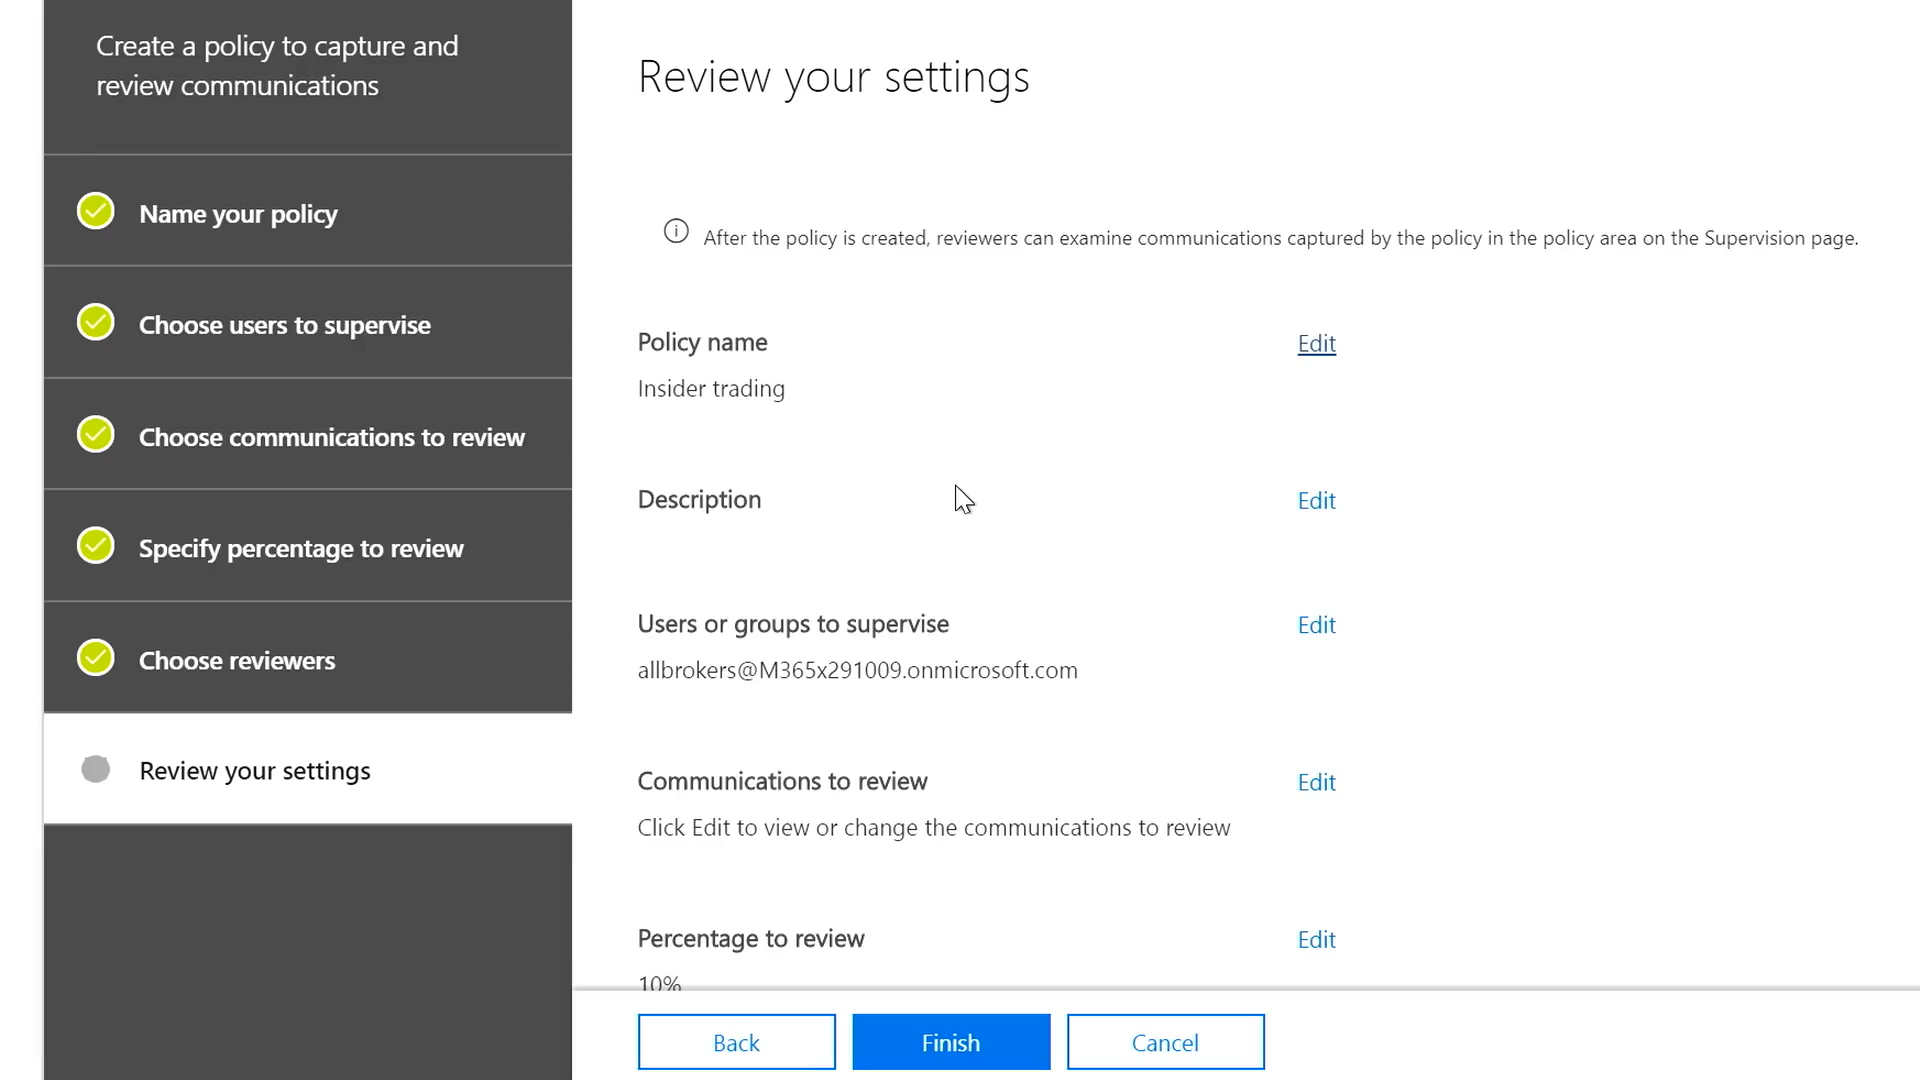 Create a policy to capture and
review communications
Name your policy
Choose users to supervise
Choose communications to review
Specify percentage to review
Choose reviewers
Review your settings
Review your settings
After the policy is created, reviewers can examine communications captured by the policy in the policy area on the Supervision page.
Policy name
Edit
Insider trading
Description
Edit
Users or groups to supervise
Edit
allbrokers@M365x291009.onmicrosoft.com
Communications to review
Edit
Click Edit to view or change the communications to review
Percentage to review
Edit
10%
Back
Finish
Cancel